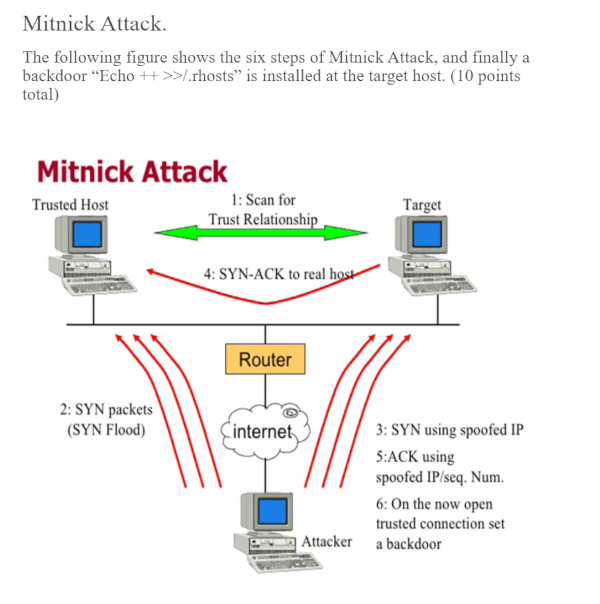 Mitnick Attack.
The following figure shows the six steps of Mitnick Attack, and finally a
backdoor “Echo ++ >>/.rhosts” is installed at the target host. (10 points
total)
Mitnick Attack
Trusted Host
1: Scan for
Trust Relationship
Target
4: SYN-ACK to real host
Router
2: SYN packets
(SYN Flood)
internet
3: SYN using spoofed IP
5:ACK using
spoofed IP/seq. Num.
6: On the now open
trusted connection set
a backdoor
Attacker